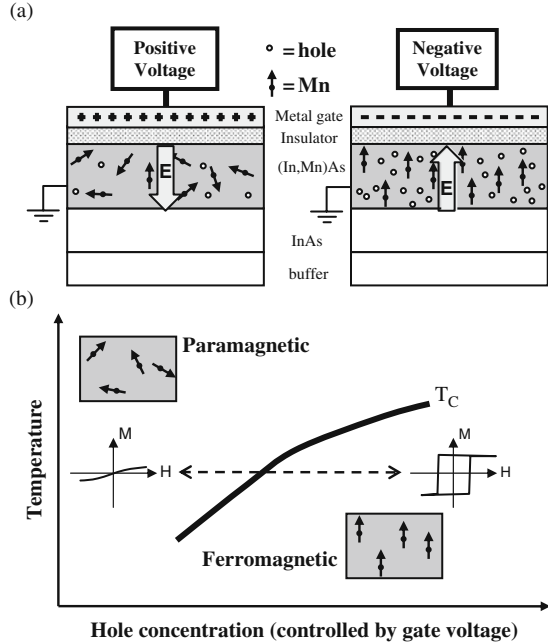 (a)
Positive
Voltage
o = hole
= Mn
Negative
Voltage
Metal gate
Insulator
(In,Mn)As
E
E
InAs
buffer
(b)
Paramagnetic
T_C
M
H
M
H
Ferromagnetic
Temperature
Hole concentration (controlled by gate voltage)